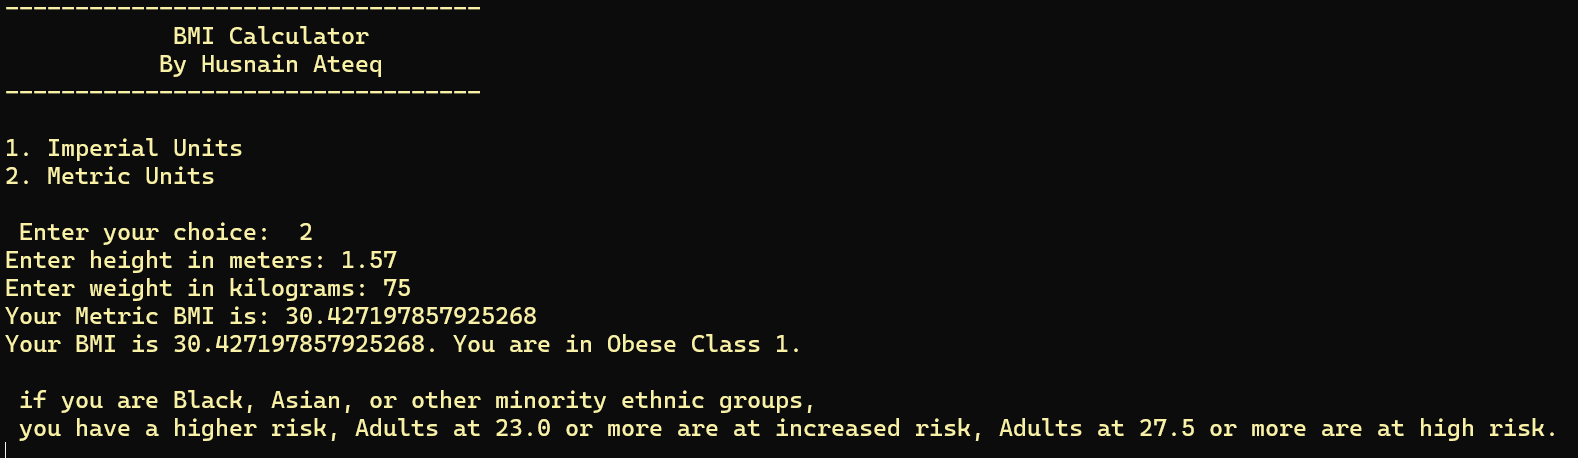 ----------------------------------
BMI Calculator
By Husnain Ateeq
----------------------------------
1. Imperial Units
2. Metric Units
Enter your choice:  2
Enter height in meters: 1.57
Enter weight in kilograms: 75
Your Metric BMI is: 30.427197857925268
Your BMI is 30.427197857925268. You are in Obese Class 1.
if you are Black, Asian, or other minority ethnic groups,
you have a higher risk, Adults at 23.0 or more are at increased risk, Adults at 27.5 or more are at high risk.